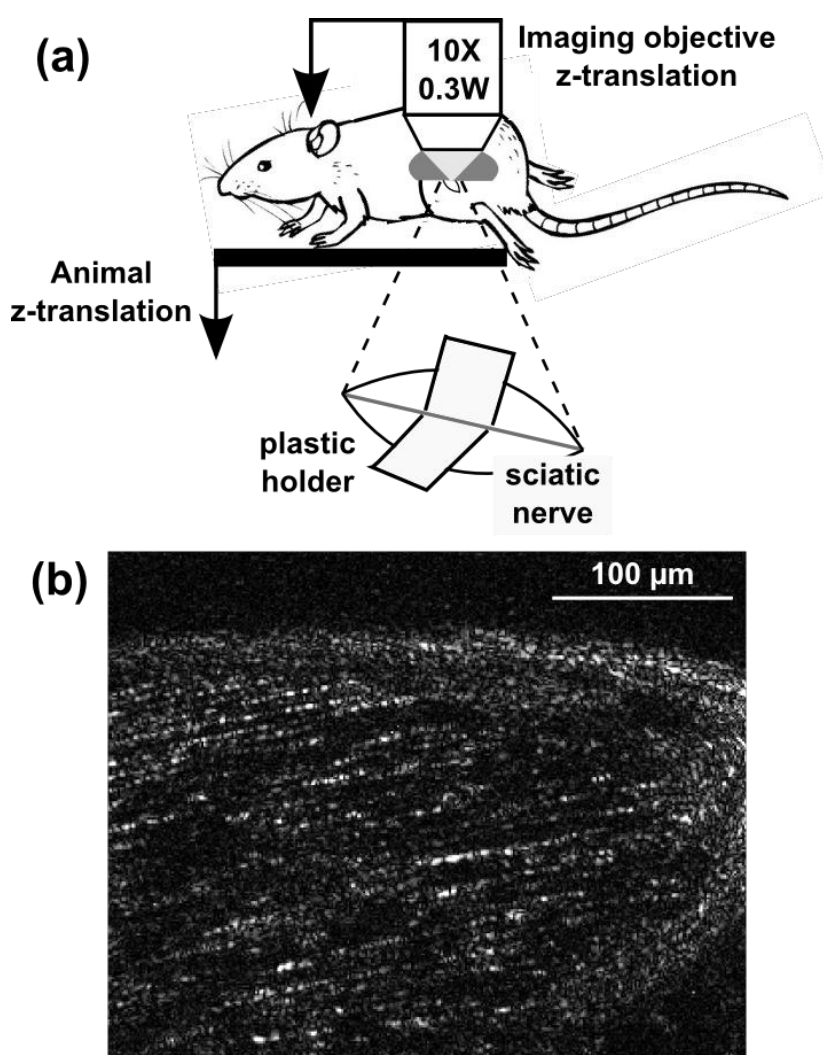 (a)
10X
0.3W
Imaging objective
z-translation
Animal
z-translation
plastic
holder
sciatic
nerve
(b)
100 µm